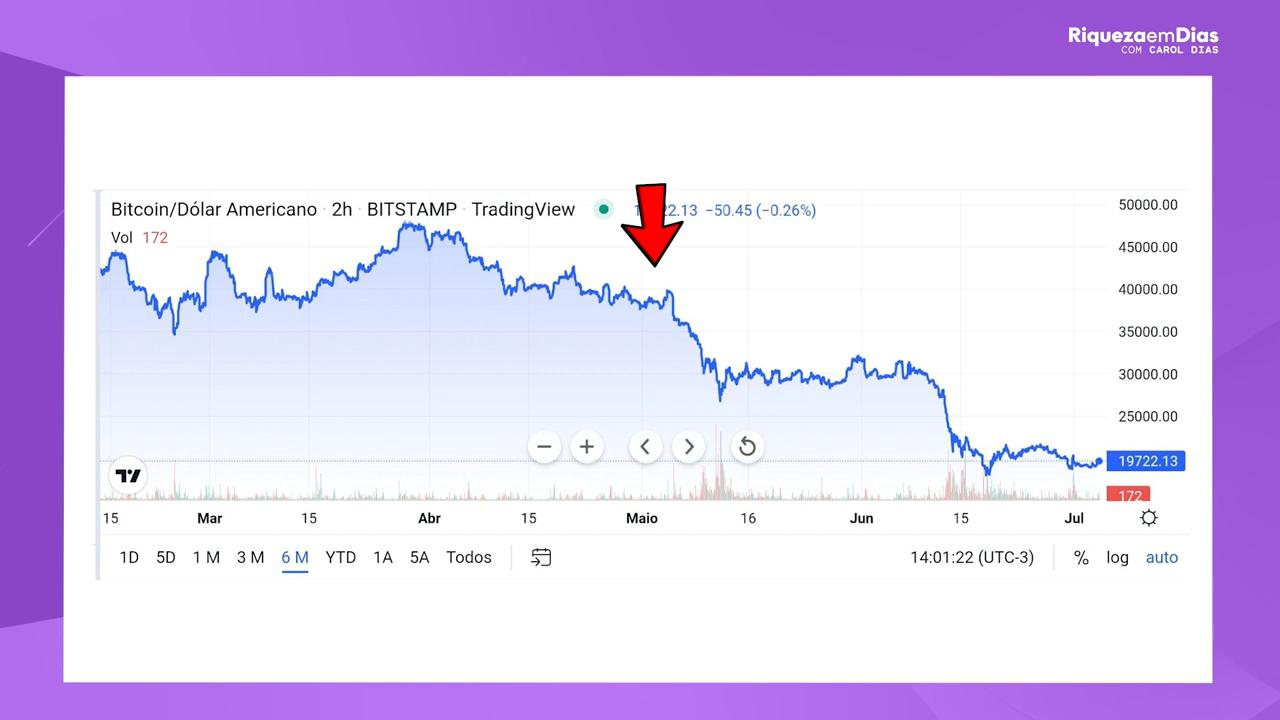 RiquezaemDias
COM CAROL DIAS
Bitcoin/Dólar Americano · 2h · BITSTAMP · TradingView
22.13 −50.45 (−0.26%)
Vol 172
50000.00
45000.00
40000.00
35000.00
30000.00
25000.00
19722.13
172
15 Mar 15 Abr 15 Maio 16 Jun 15 Jul
1D 5D 1 M 3 M 6 M YTD 1A 5A Todos 14:01:22 (UTC-3) % log auto